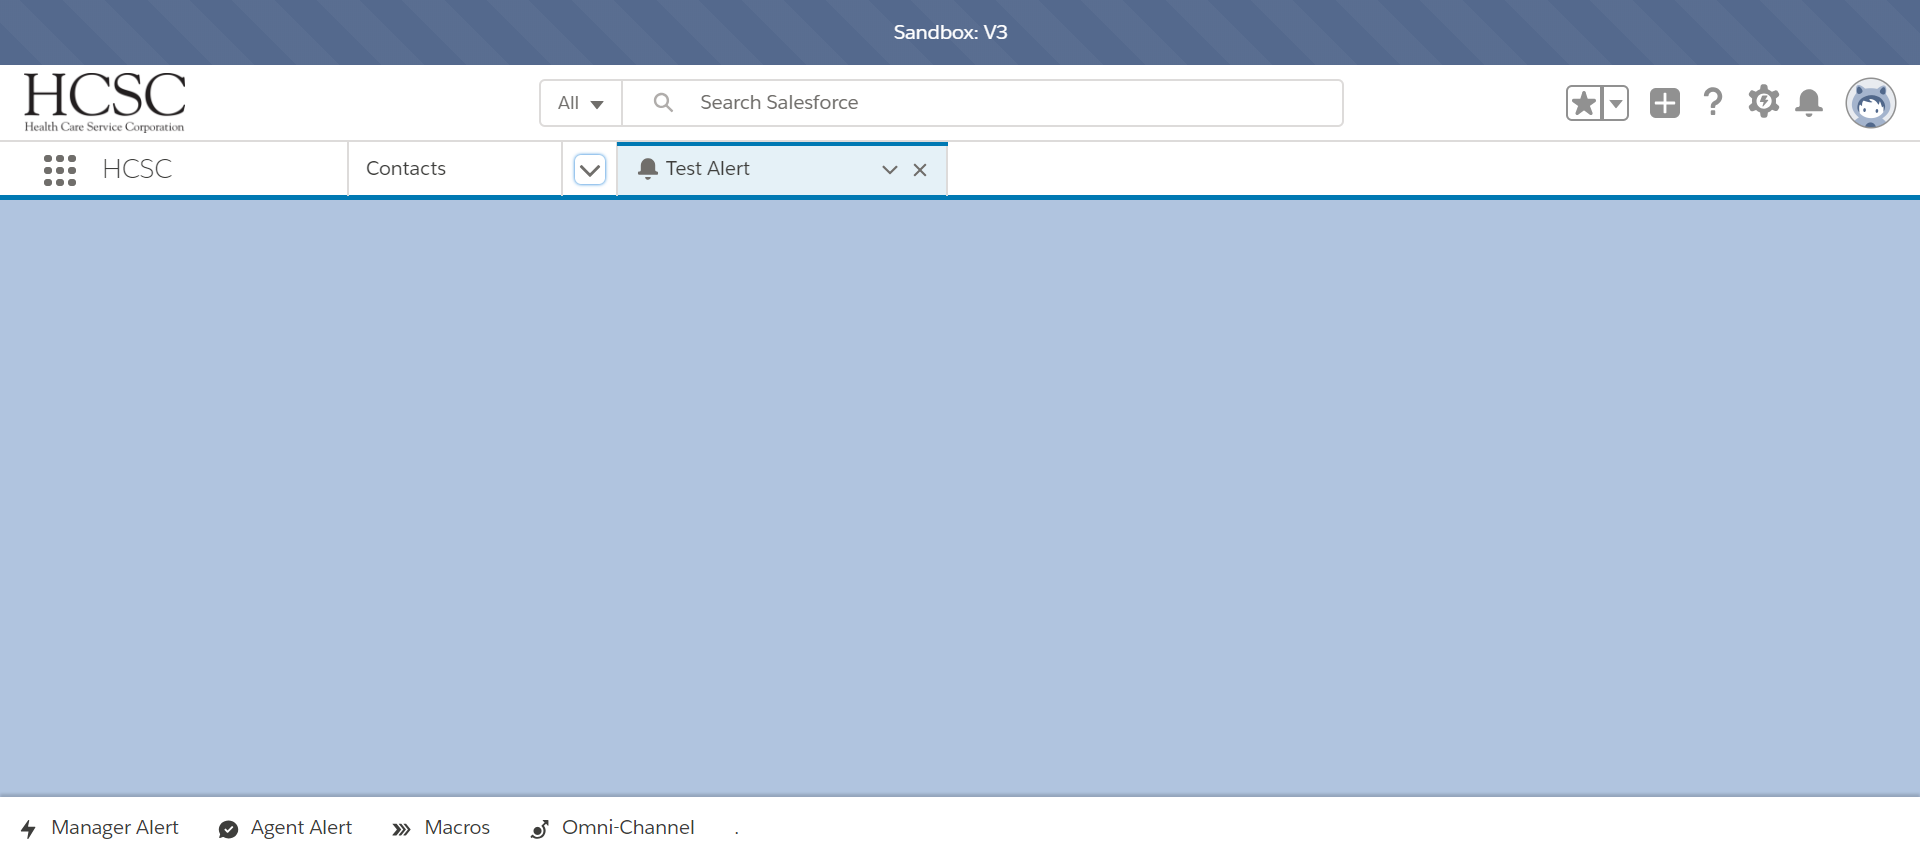 Sandbox: V3
HCSC
Health Care Service Corporation
All
Search Salesforce
HCSC
Contacts
Test Alert
Manager Alert
Agent Alert
Macros
Omni-Channel
.